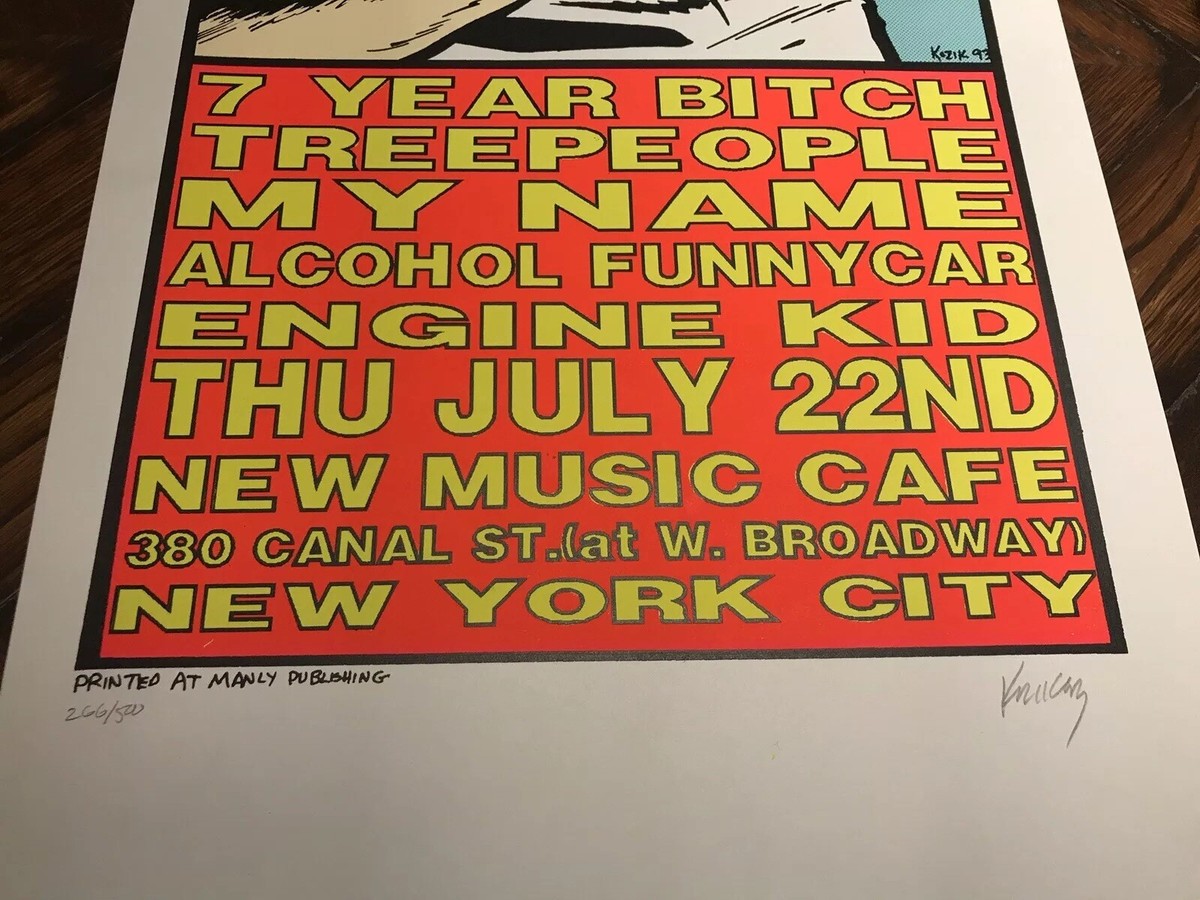 Kozik 93
7 YEAR BITCH
TREEPEOPLE
MY NAME
ALCOHOL FUNNYCAR
ENGINE KID
THU JULY 22ND
NEW MUSIC CAFE
380 CANAL ST.(at W. BROADWAY)
NEW YORK CITY
PRINTED AT MANLY PUBLISHING
266/500